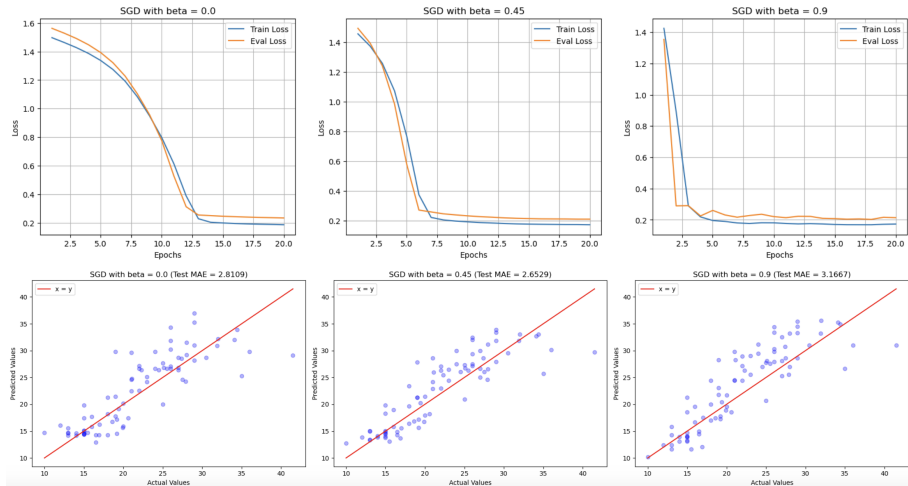 SGD with beta = 0.0
Train Loss
Eval Loss
1.6
1.4
1.2
1.0
0.8
0.6
0.4
0.2
Loss
2.5 5.0 7.5 10.0 12.5 15.0 17.5 20.0
Epochs
SGD with beta = 0.45
Train Loss
Eval Loss
1.4
1.2
1.0
0.8
0.6
0.4
0.2
Loss
2.5 5.0 7.5 10.0 12.5 15.0 17.5 20.0
Epochs
SGD with beta = 0.9
Train Loss
Eval Loss
1.4
1.2
1.0
0.8
0.6
0.4
0.2
Loss
2.5 5.0 7.5 10.0 12.5 15.0 17.5 20.0
Epochs
SGD with beta = 0.0 (Test MAE = 2.8109)
x = y
40
35
30
25
20
15
10
Predicted Values
10 15 20 25 30 35 40
Actual Values
SGD with beta = 0.45 (Test MAE = 2.6529)
x = y
40
35
30
25
20
15
10
Predicted Values
10 15 20 25 30 35 40
Actual Values
SGD with beta = 0.9 (Test MAE = 3.1667)
x = y
40
35
30
25
20
15
10
Predicted Values
10 15 20 25 30 35 40
Actual Values